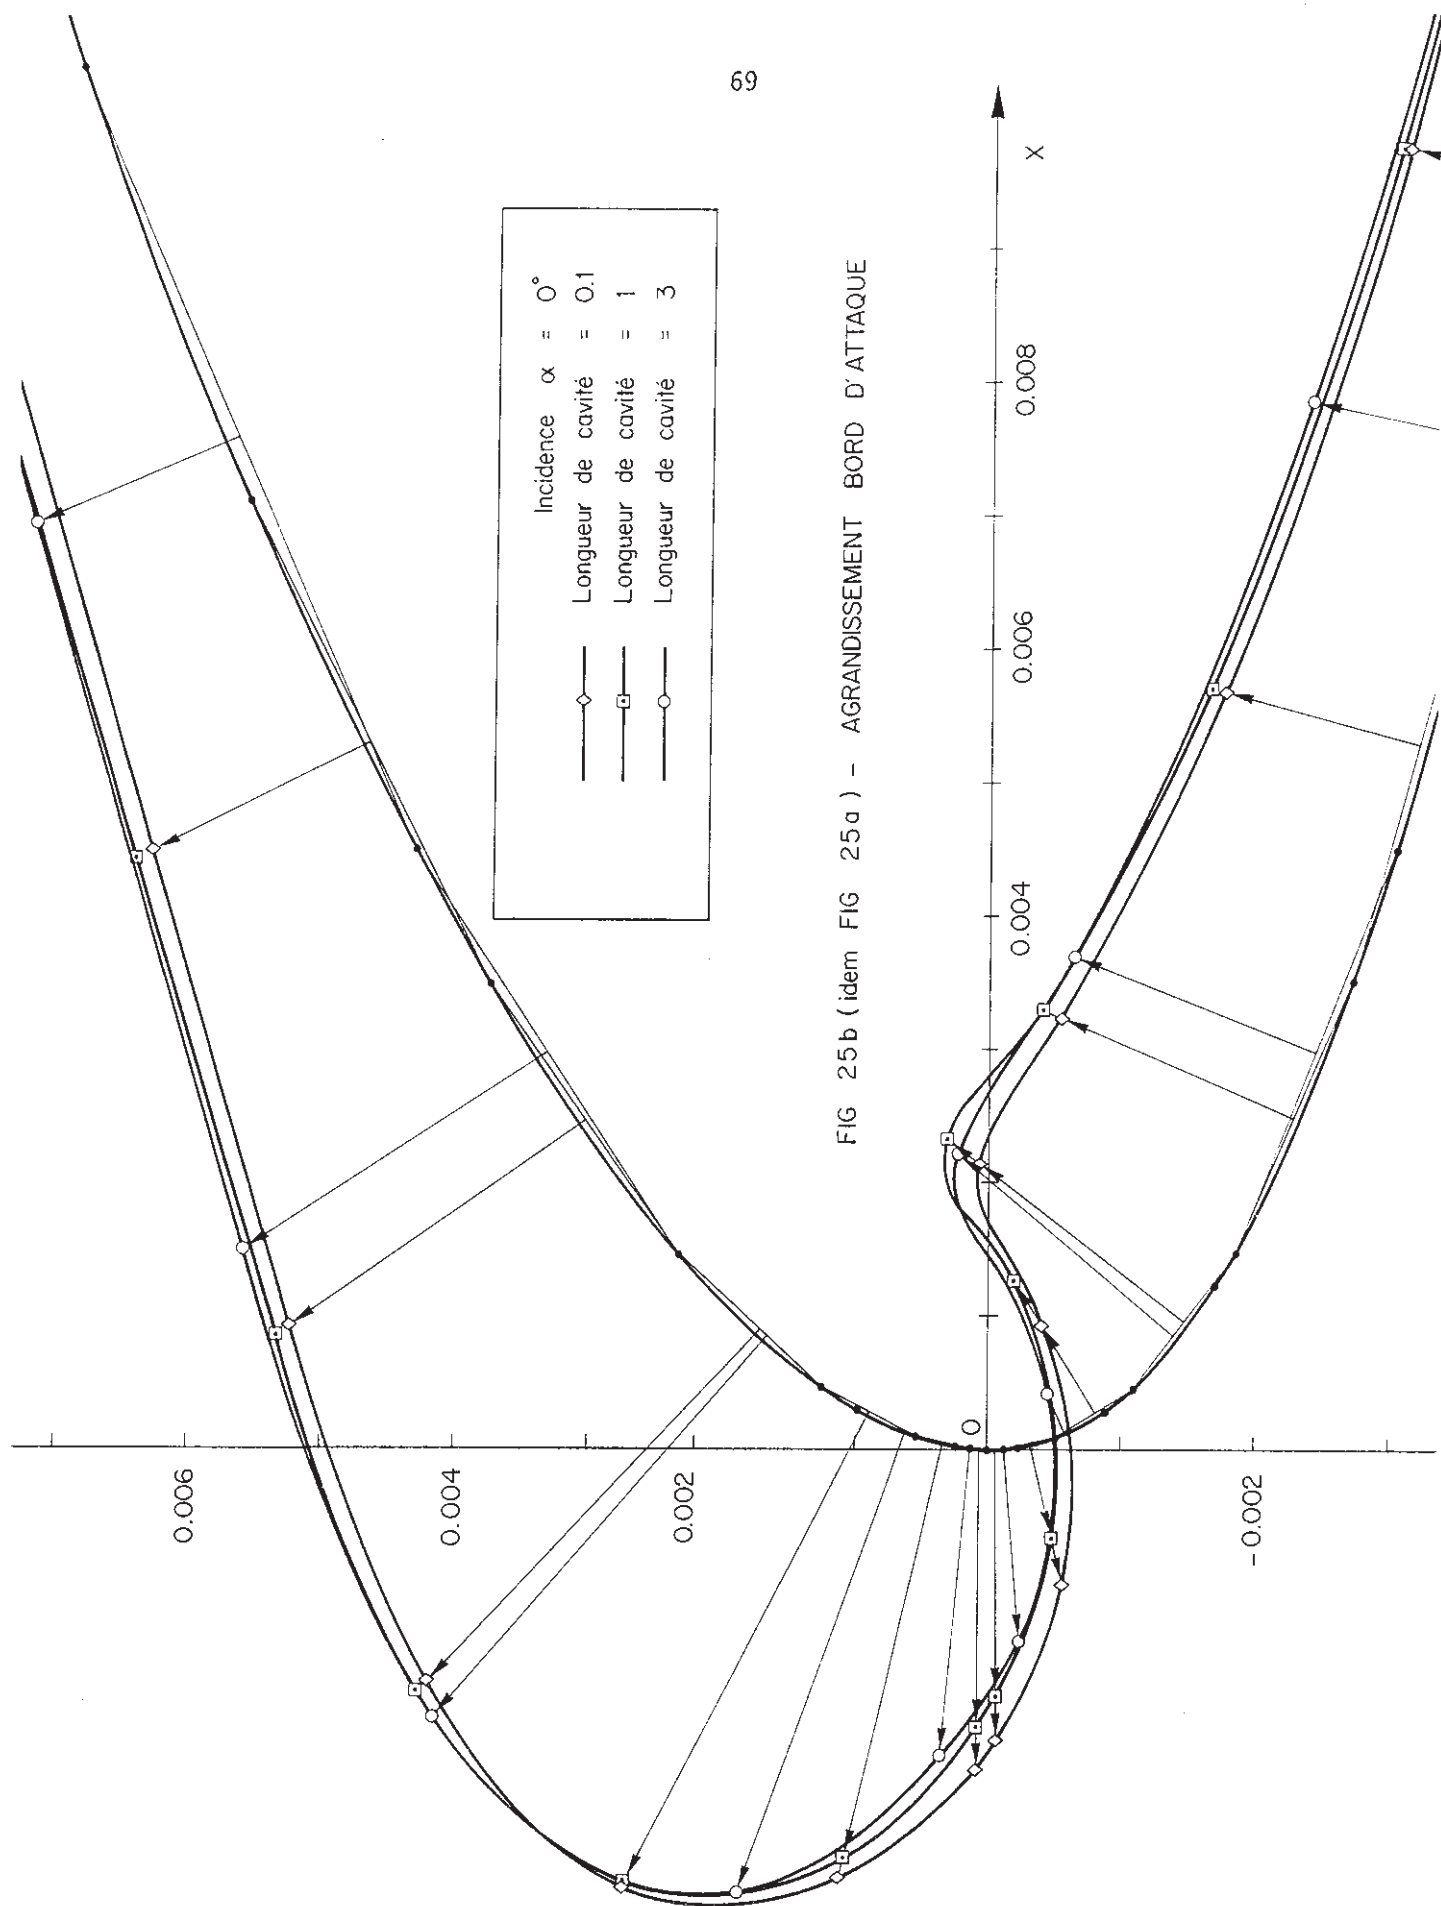 69
Incidence α = 0°
Longueur de cavité = 0.1
Longueur de cavité = 1
Longueur de cavité = 3
FIG 25b (idem FIG 25a) - AGRANDISSEMENT BORD D'ATTAQUE
X
0.008
0.006
0.004
O
0.006
0.004
0.002
-0.002